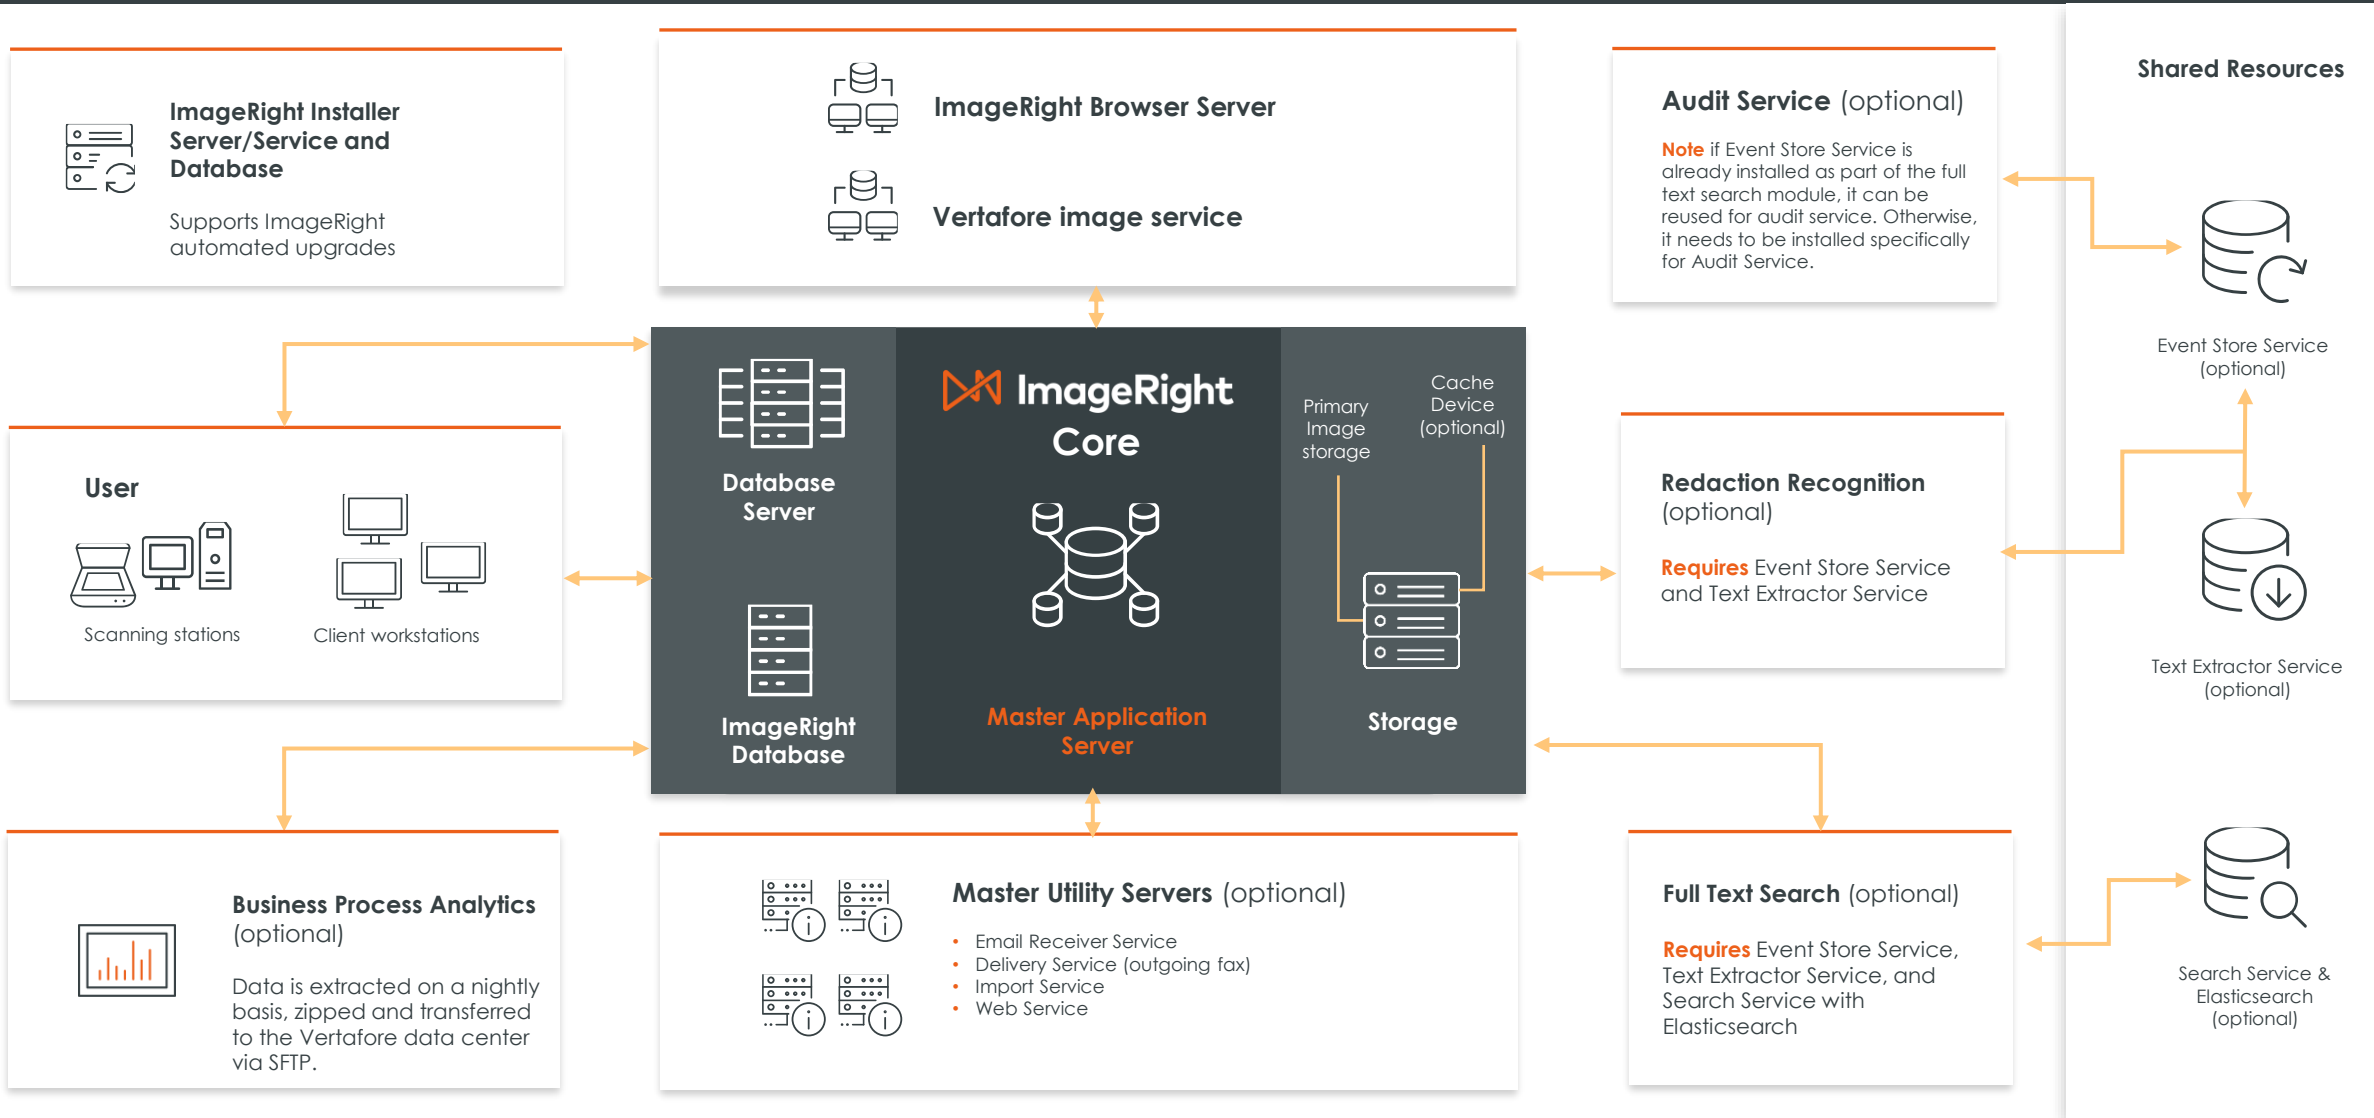 ImageRight Installer
Server/Service and
Database
Supports ImageRight
automated upgrades
ImageRight Browser Server
Vertafore image service
Audit Service (optional)
Note if Event Store Service is
already installed as part of the full
text search module, it can be
reused for audit service. Otherwise,
it needs to be installed specifically
for Audit Service.
Shared Resources
Event Store Service
(optional)
Text Extractor Service
(optional)
Search Service &
Elasticsearch
(optional)
User
Scanning stations
Client workstations
Database
Server
ImageRight
Database
ImageRight
Core
Master Application
Server
Primary
Image
storage
Cache
Device
(optional)
Storage
Redaction Recognition
(optional)
Requires Event Store Service
and Text Extractor Service
Business Process Analytics
(optional)
Data is extracted on a nightly
basis, zipped and transferred
to the Vertafore data center
via SFTP.
Master Utility Servers (optional)
• Email Receiver Service
• Delivery Service (outgoing fax)
• Import Service
• Web Service
Full Text Search (optional)
Requires Event Store Service,
Text Extractor Service, and
Search Service with
Elasticsearch